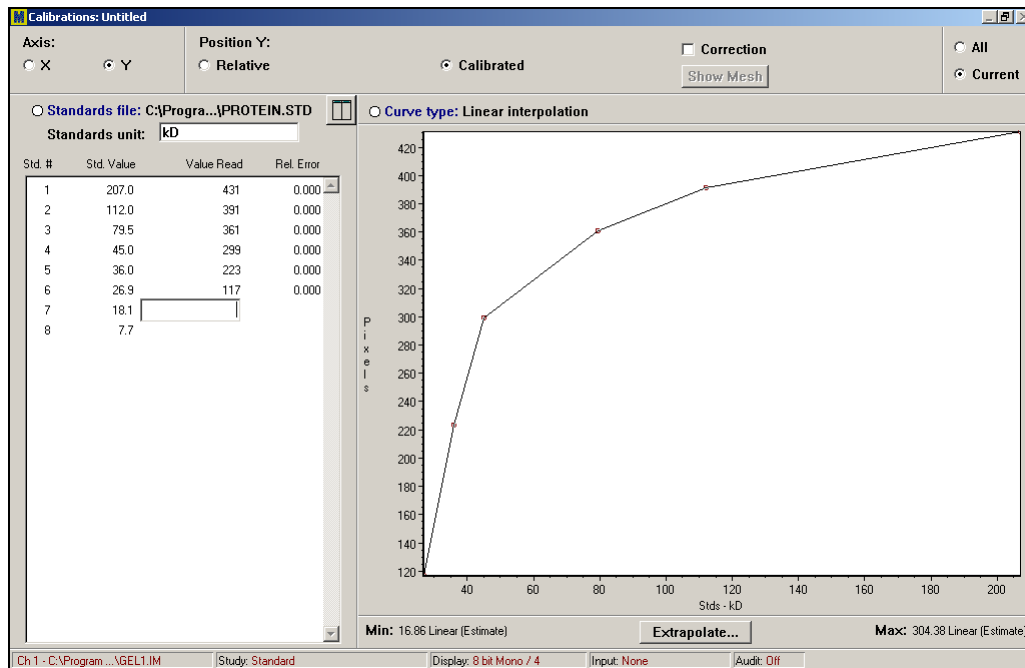 Calibrations: Untitled
Axis:
X
Y
Position Y:
Relative
Calibrated
Correction
Show Mesh
All
Current
Standards file: C:\Progra...\PROTEIN.STD
Standards unit: kD
Std. # Std. Value Value Read Rel. Error
1 207.0 431 0.000
2 112.0 391 0.000
3 79.5 361 0.000
4 45.0 299 0.000
5 36.0 223 0.000
6 26.9 117 0.000
7 18.1
8 7.7
Curve type: Linear interpolation
420
400
380
360
340
320
300
280
260
240
220
200
180
160
140
120
Pixels
40 60 80 100 120 140 160 180 200
Stds - kD
Min: 16.86 Linear (Estimate)
Extrapolate...
Max: 304.38 Linear (Estimate)
Ch 1 - C:\Program ...\GEL1.IM
Study: Standard
Display: 8 bit Mono / 4
Input: None
Audit: Off